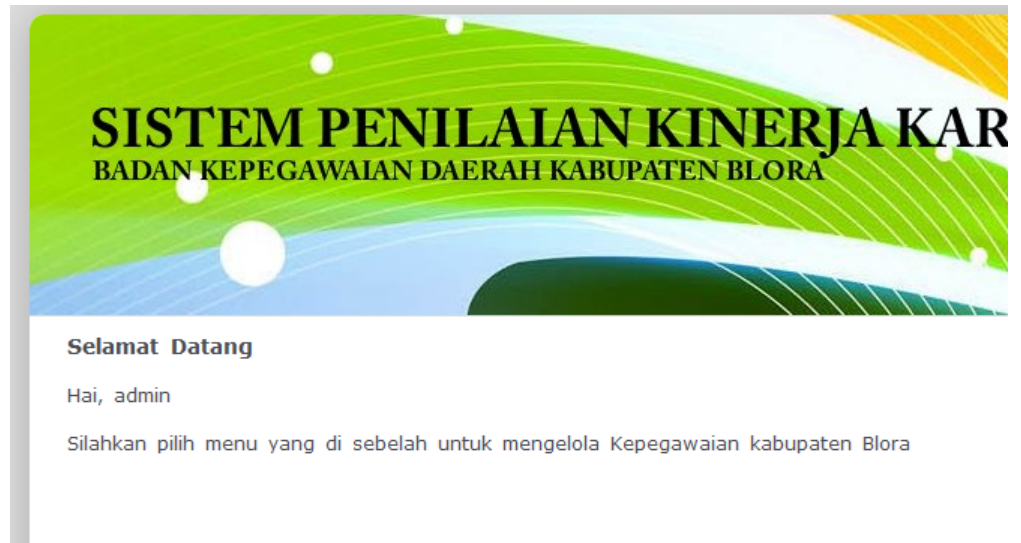 SISTEM PENILAIAN KINERJA KAR
BADAN KEPEGAWAIAN DAERAH KABUPATEN BLORA
Selamat Datang
Hai, admin
Silahkan pilih menu yang di sebelah untuk mengelola Kepegawaian kabupaten Blora